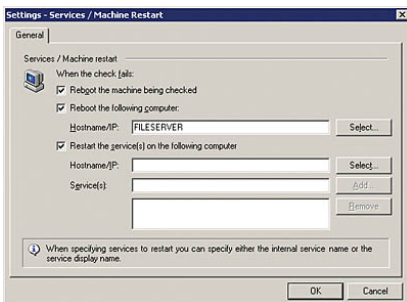 Settings - Services / Machine Restart
General
Services / Machine restart
When the check fails:
Reboot the machine being checked
Reboot the following computer:
Hostname/IP: FILESERVER Select...
Restart the service(s) on the following computer
Hostname/IP: Select...
Service(s): Add...
Remove
When specifying services to restart you can specify either the internal service name or the
service display name.
OK Cancel